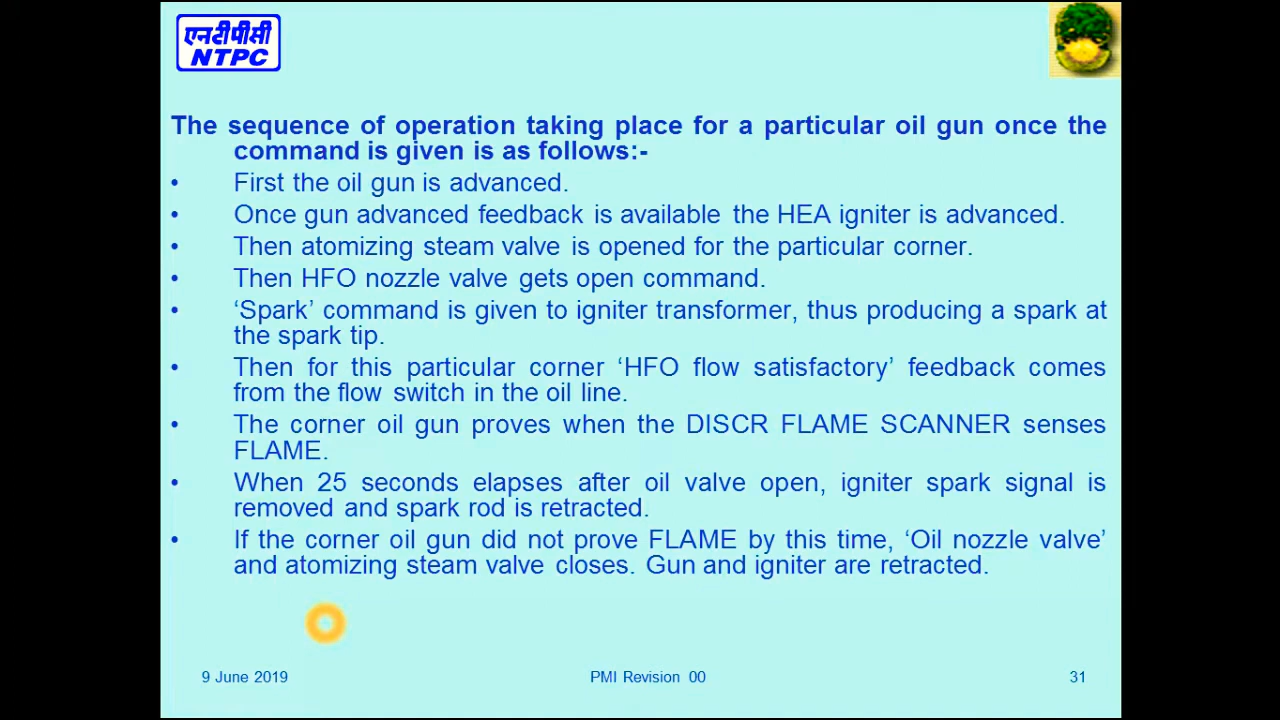 एनटीपीसी
NTPC
The sequence of operation taking place for a particular oil gun once the
command is given is as follows:-
• First the oil gun is advanced.
• Once gun advanced feedback is available the HEA igniter is advanced.
• Then atomizing steam valve is opened for the particular corner.
• Then HFO nozzle valve gets open command.
• ‘Spark’ command is given to igniter transformer, thus producing a spark at
the spark tip.
• Then for this particular corner ‘HFO flow satisfactory’ feedback comes
from the flow switch in the oil line.
• The corner oil gun proves when the DISCR FLAME SCANNER senses
FLAME.
• When 25 seconds elapses after oil valve open, igniter spark signal is
removed and spark rod is retracted.
• If the corner oil gun did not prove FLAME by this time, ‘Oil nozzle valve’
and atomizing steam valve closes. Gun and igniter are retracted.
9 June 2019
PMI Revision 00
31